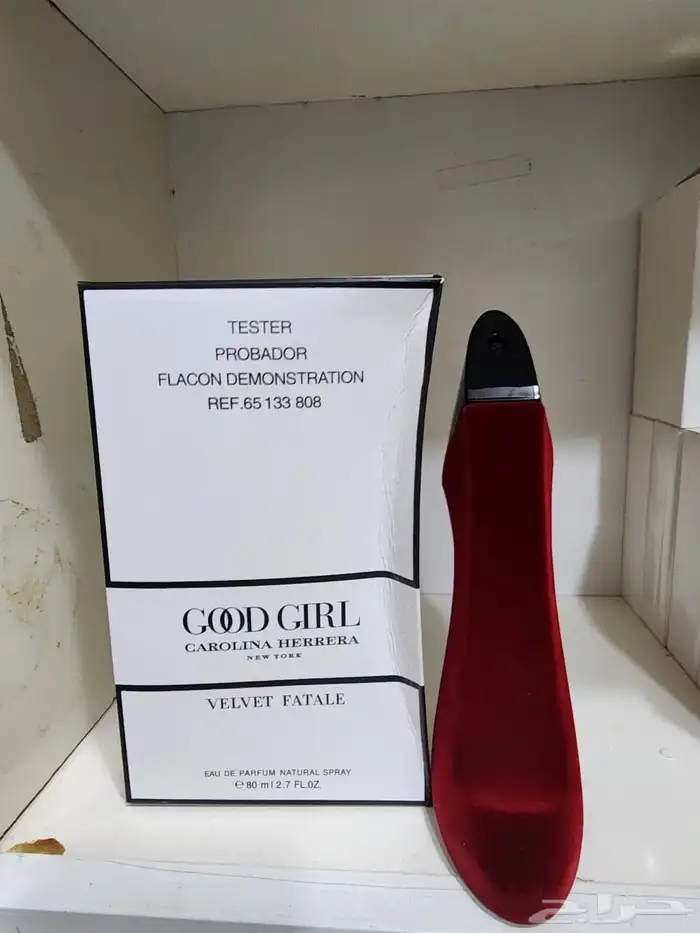 TESTER
PROBADOR
FLACON DEMONSTRATION
REF.65 133 808
GOOD GIRL
CAROLINA HERRERA
NEW YORK
VELVET FATALE
EAU DE PARFUM NATURAL SPRAY
℮ 80 ml 2.7 FL.OZ.
حراج